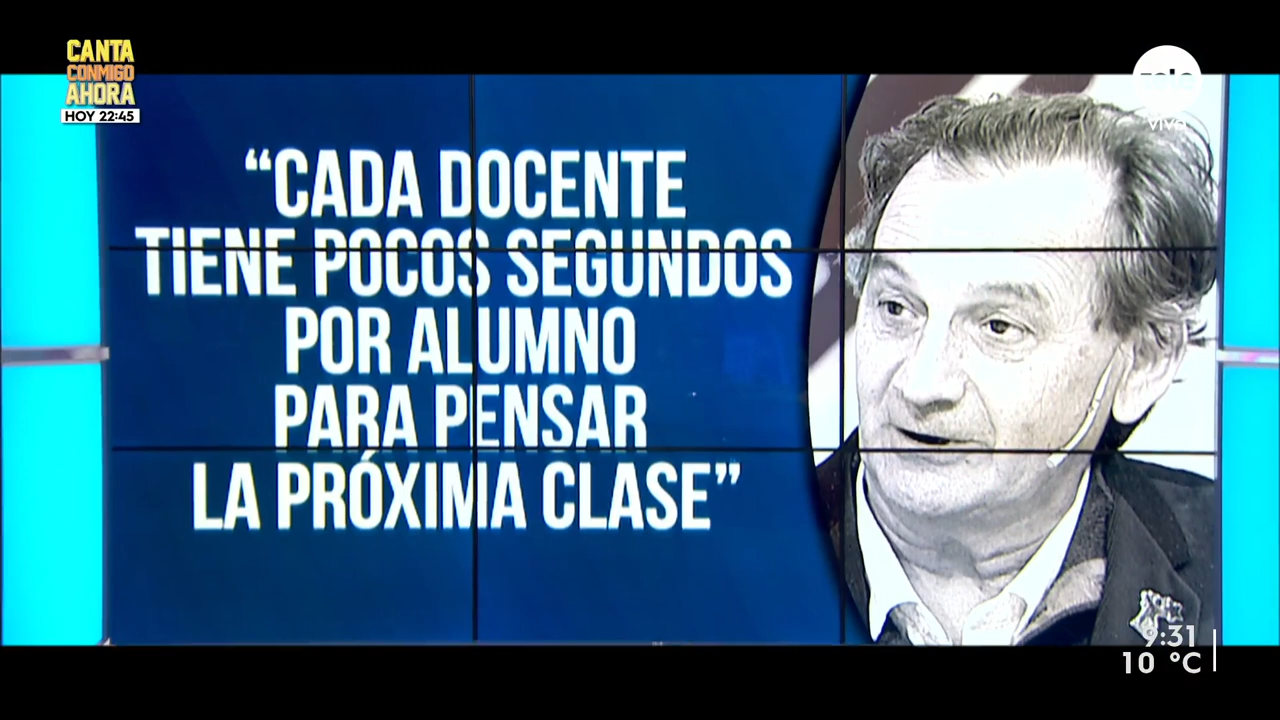 CANTA
CONMIGO
AHORA
HOY 22:45
vivo
“CADA DOCENTE
TIENE POCOS SEGUNDOS
POR ALUMNO
PARA PENSAR
LA PRÓXIMA CLASE”
9:31
10 °C